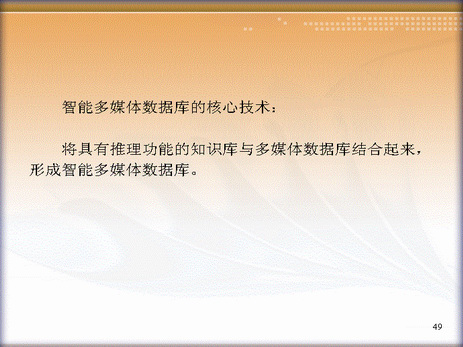 智能多媒体数据库的核心技术：
将具有推理功能的知识库与多媒体数据库结合起来，
形成智能多媒体数据库。
49